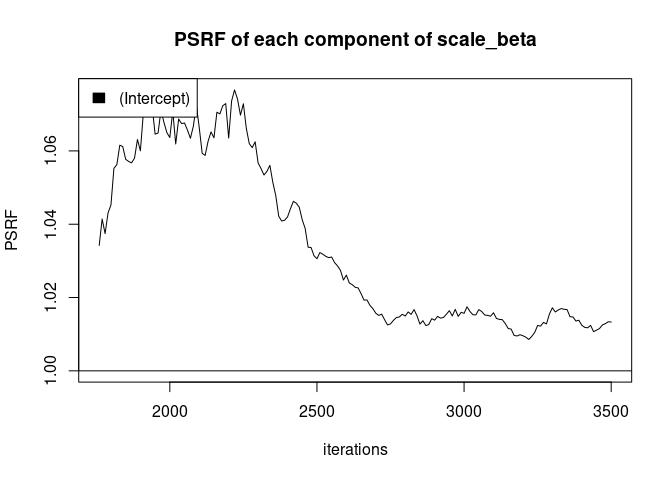 PSRF of each component of scale_beta
(Intercept)
PSRF
1.06
1.04
1.02
1.00
2000 2500 3000 3500
iterations